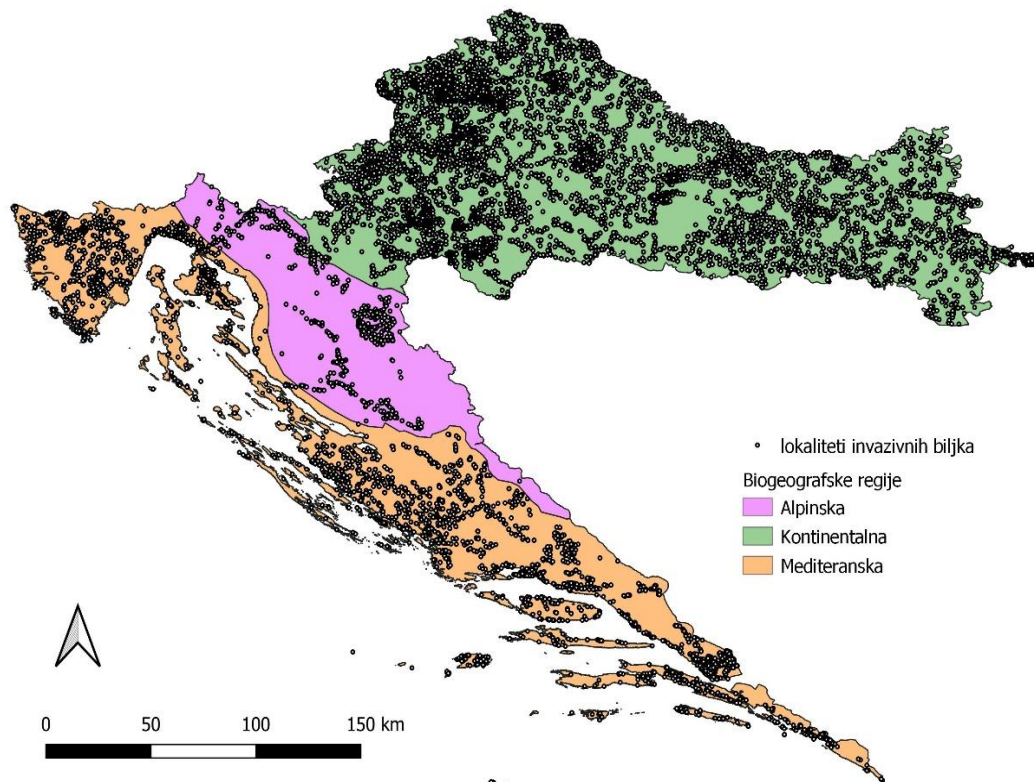 lokaliteti invazivnih biljka
Biogeografske regije
Alpinska
Kontinentalna
Mediteranska
0 50 100 150 km